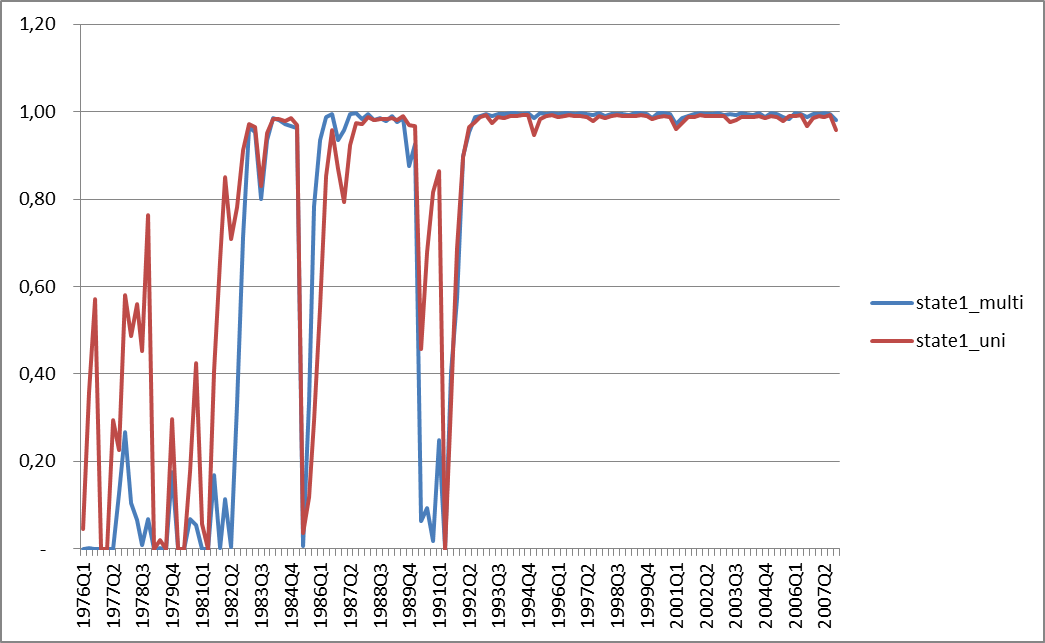 1,20
1,00
0,80
0,60
0,40
0,20
-
1976Q1
1977Q2
1978Q3
1979Q4
1981Q1
1982Q2
1983Q3
1984Q4
1986Q1
1987Q2
1988Q3
1989Q4
1991Q1
1992Q2
1993Q3
1994Q4
1996Q1
1997Q2
1998Q3
1999Q4
2001Q1
2002Q2
2003Q3
2004Q4
2006Q1
2007Q2
state1_multi
state1_uni